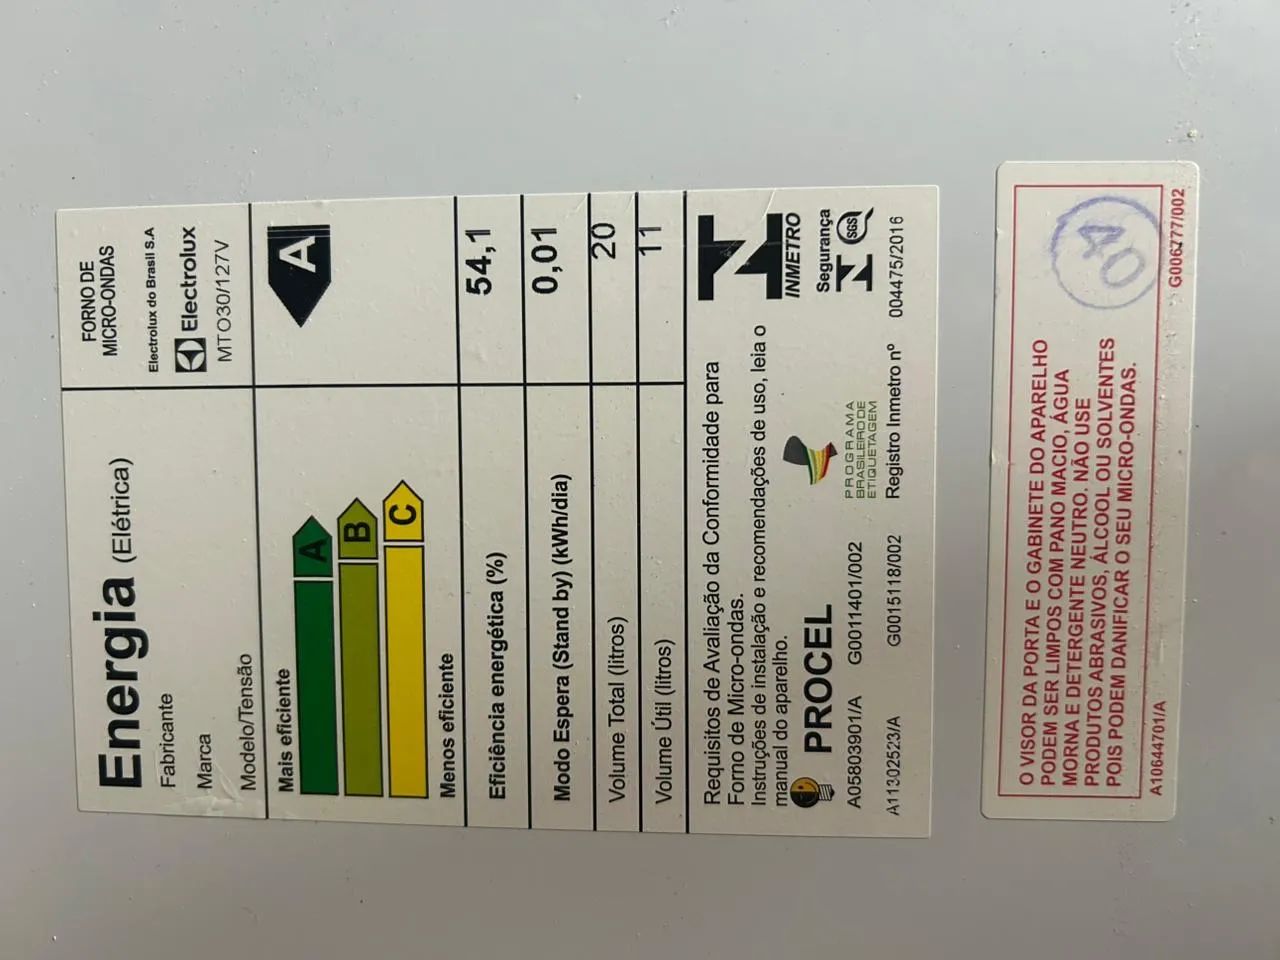 Energia (Elétrica)
FORNO DE
MICRO-ONDAS
Fabricante
Electrolux do Brasil S.A
Marca
Electrolux
Modelo/Tensão
MTO30/127V
Mais eficiente
A
A
B
C
Menos eficiente
Eficiência energética (%)
54,1
Modo Espera (Stand by) (kWh/dia)
0,01
Volume Total (litros)
20
Volume Útil (litros)
11
Requisitos de Avaliação da Conformidade para
Forno de Micro-ondas.
Instruções de instalação e recomendações de uso, leia o
manual do aparelho.
PROCEL
PROGRAMA
BRASILEIRO DE
ETIQUETAGEM
INMETRO
Segurança
SGS
A05803901/A
G0011401/002
A11302523/A
G0015118/002
Registro Inmetro nº
004475/2016
O VISOR DA PORTA E O GABINETE DO APARELHO
PODEM SER LIMPOS COM PANO MACIO, ÁGUA
MORNA E DETERGENTE NEUTRO. NÃO USE
PRODUTOS ABRASIVOS, ÁLCOOL OU SOLVENTES
POIS PODEM DANIFICAR O SEU MICRO-ONDAS.
40
A10644701/A
G006777/002